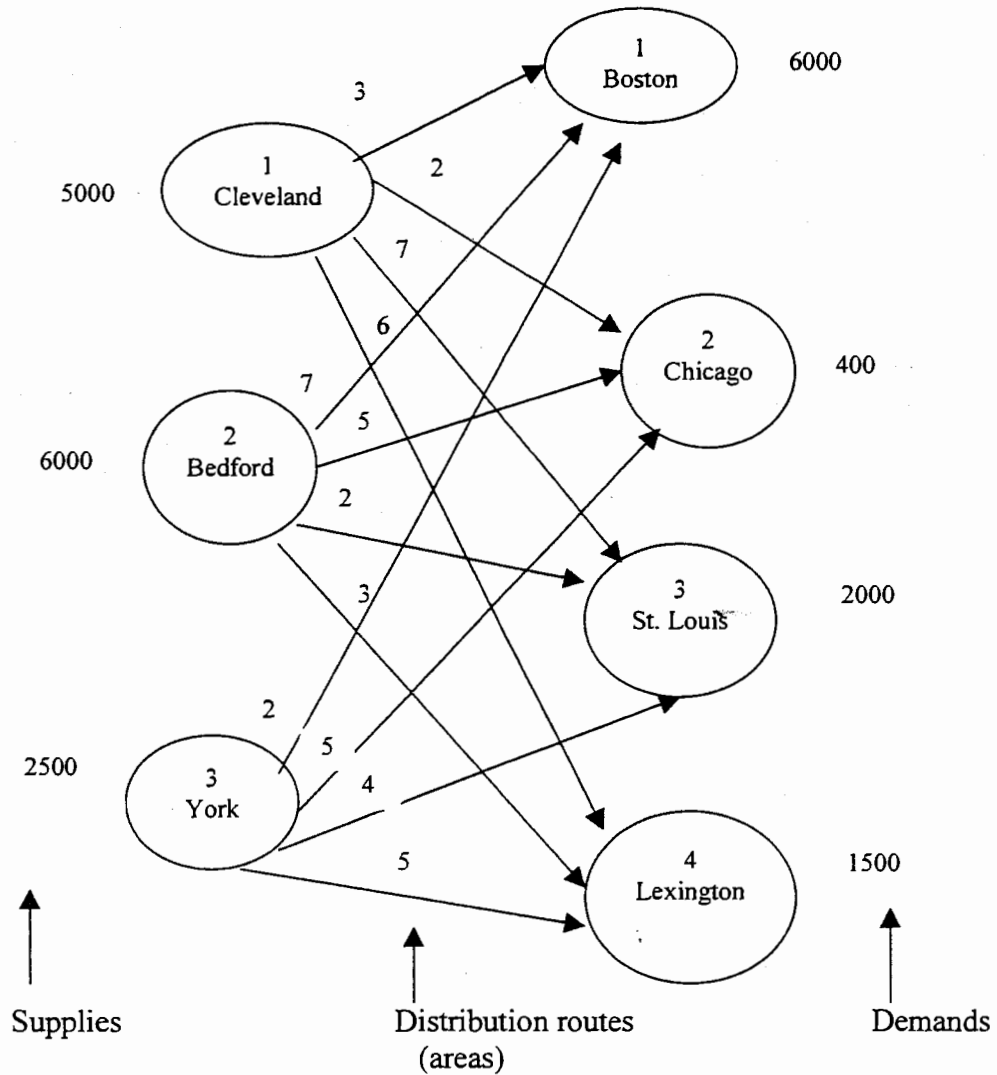 1
Boston
6000
3
1
Cleveland
5000
2
7
6
2
Chicago
400
7
5
2
Bedford
6000
2
3
3
St. Louis
2000
2
5
4
3
York
2500
5
4
Lexington
1500
Supplies
Distribution routes
(areas)
Demands